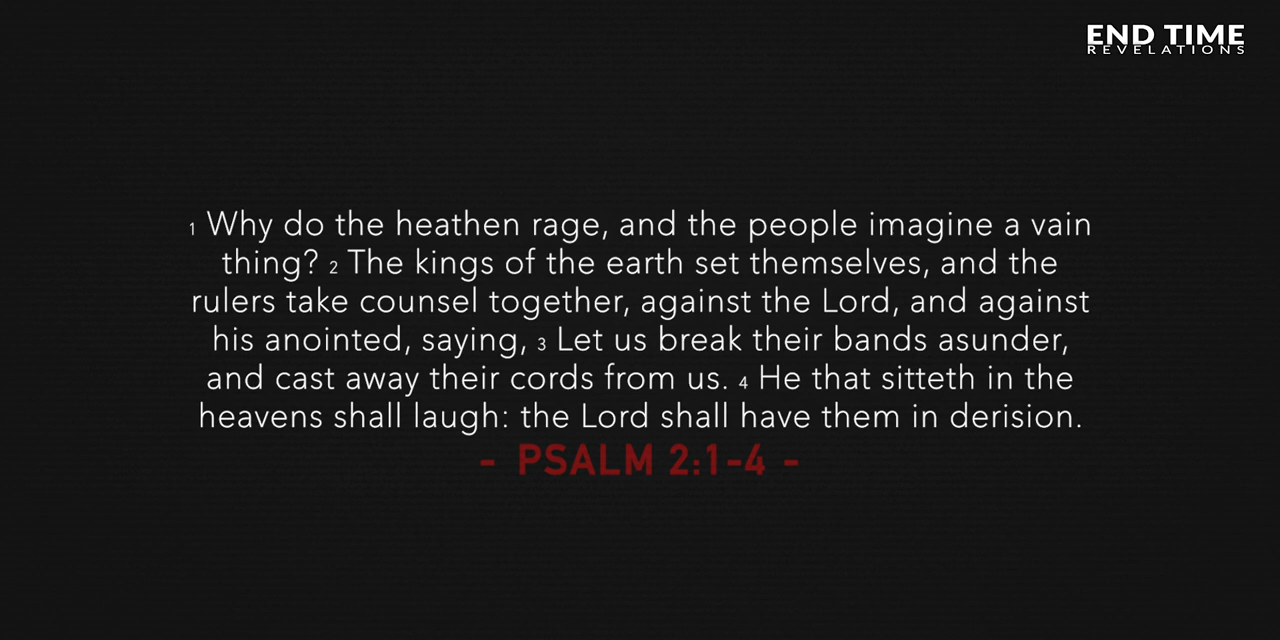 END TIME
REVELATIONS
1 Why do the heathen rage, and the people imagine a vain
thing? 2 The kings of the earth set themselves, and the
rulers take counsel together, against the Lord, and against
his anointed, saying, 3 Let us break their bands asunder,
and cast away their cords from us. 4 He that sitteth in the
heavens shall laugh: the Lord shall have them in derision.
- PSALM 2:1-4 -